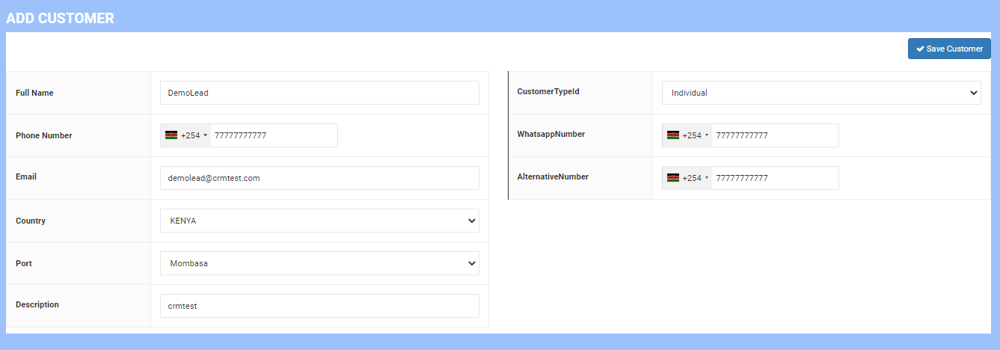 ADD CUSTOMER
Save Customer
Full Name DemoLead
Phone Number +254 77777777777
Email demolead@crmtest.com
Country KENYA
Port Mombasa
Description crmtest
CustomerTypeId Individual
WhatsappNumber +254 77777777777
AlternativeNumber +254 77777777777